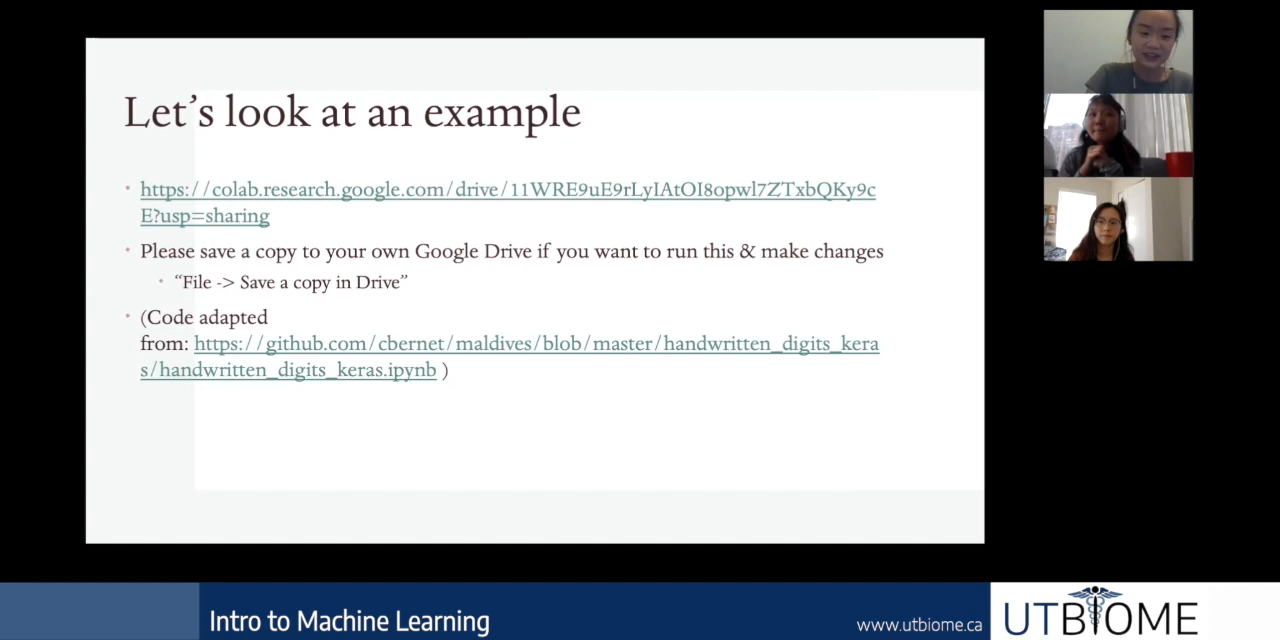 Let's look at an example
• https://colab.research.google.com/drive/11WRE9uE9rLyIAtOI8opwl7ZTxbQKy9c
E?usp=sharing
• Please save a copy to your own Google Drive if you want to run this & make changes
• “File -> Save a copy in Drive”
• (Code adapted
from: https://github.com/cbernet/maldives/blob/master/handwritten_digits_kera
s/handwritten_digits_keras.ipynb )
Intro to Machine Learning
www.utbiome.ca
UTBIOME